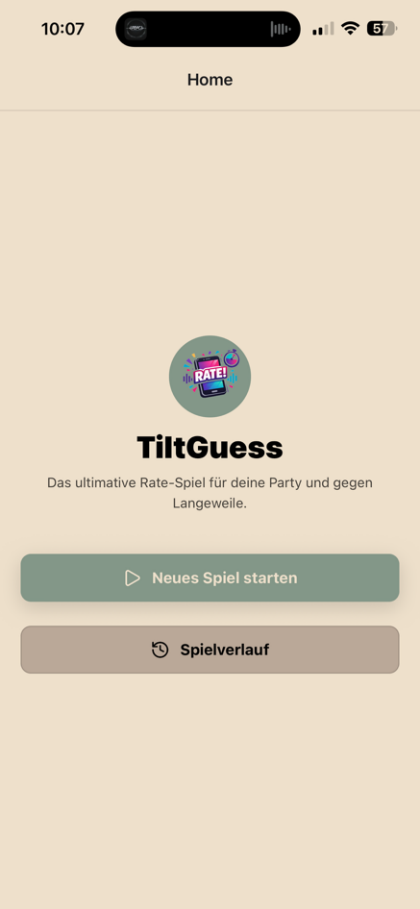 10:07
57
Home
RATE!
TiltGuess
Das ultimative Rate-Spiel für deine Party und gegen
Langeweile.
Neues Spiel starten
Spielverlauf